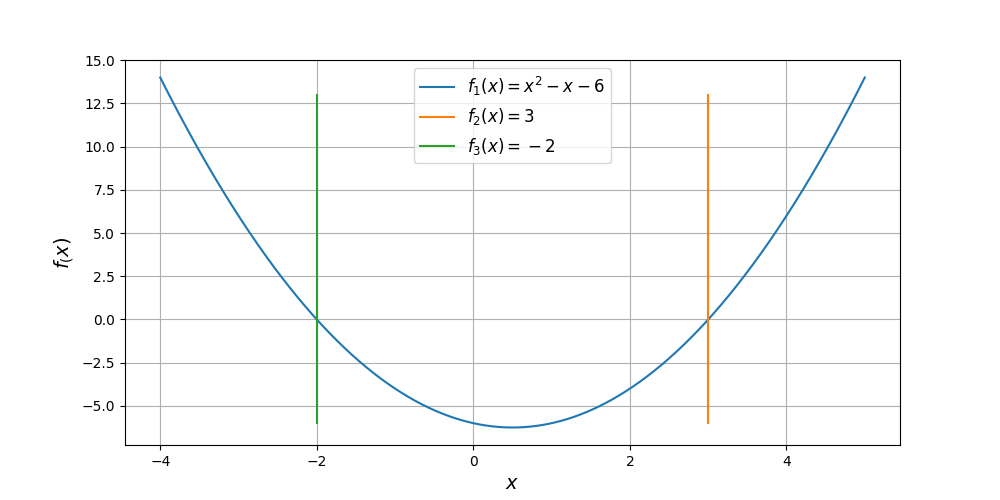 15.0
12.5
10.0
7.5
5.0
2.5
0.0
−2.5
−5.0
f(x)
f₁(x) = x² − x − 6
f₂(x) = 3
f₃(x) = −2
−4 −2 0 2 4
x